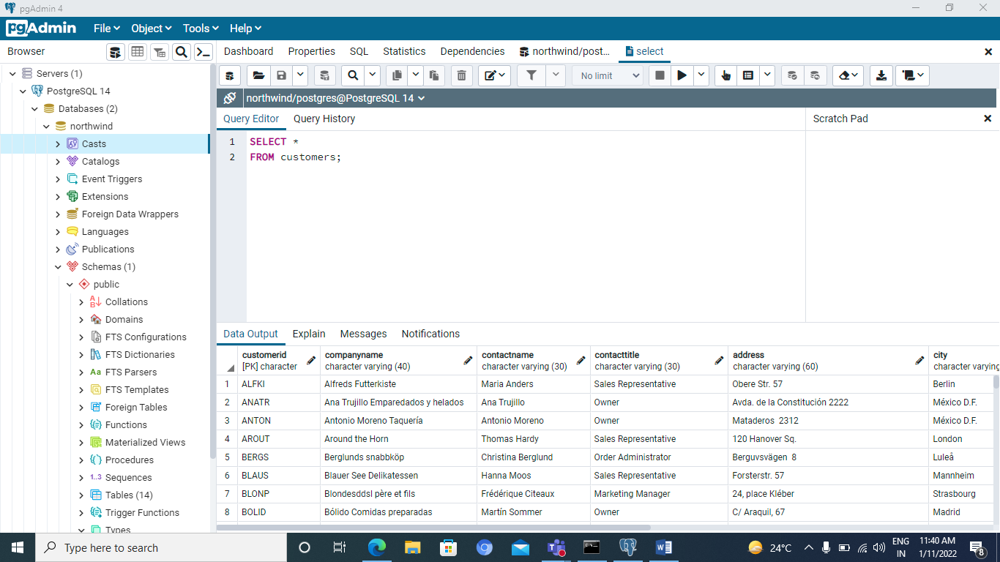 pgAdmin 4
pgAdmin File Object Tools Help
Browser
Dashboard Properties SQL Statistics Dependencies northwind/post... select
No limit
northwind/postgres@PostgreSQL 14
Query Editor Query History
Scratch Pad
1 SELECT *
2 FROM customers;
Servers (1)
PostgreSQL 14
Databases (2)
northwind
Casts
Catalogs
Event Triggers
Extensions
Foreign Data Wrappers
Languages
Publications
Schemas (1)
public
Collations
Domains
FTS Configurations
FTS Dictionaries
Aa FTS Parsers
FTS Templates
Foreign Tables
Functions
Materialized Views
Procedures
1..3 Sequences
Tables (14)
Trigger Functions
Types
Data Output Explain Messages Notifications
customerid companyname contactname contacttitle address city
[PK] character character varying (40) character varying (30) character varying (30) character varying (60) character varying
1 ALFKI Alfreds Futterkiste Maria Anders Sales Representative Obere Str. 57 Berlin
2 ANATR Ana Trujillo Emparedados y helados Ana Trujillo Owner Avda. de la Constitución 2222 México D.F.
3 ANTON Antonio Moreno Taquería Antonio Moreno Owner Mataderos 2312 México D.F.
4 AROUT Around the Horn Thomas Hardy Sales Representative 120 Hanover Sq. London
5 BERGS Berglunds snabbköp Christina Berglund Order Administrator Berguvsvägen 8 Luleå
6 BLAUS Blauer See Delikatessen Hanna Moos Sales Representative Forsterstr. 57 Mannheim
7 BLONP Blondesddsl père et fils Frédérique Citeaux Marketing Manager 24, place Kléber Strasbourg
8 BOLID Bólido Comidas preparadas Martín Sommer Owner C/ Araquil, 67 Madrid
Type here to search
24°C
ENG
IN
11:40 AM
1/11/2022
8